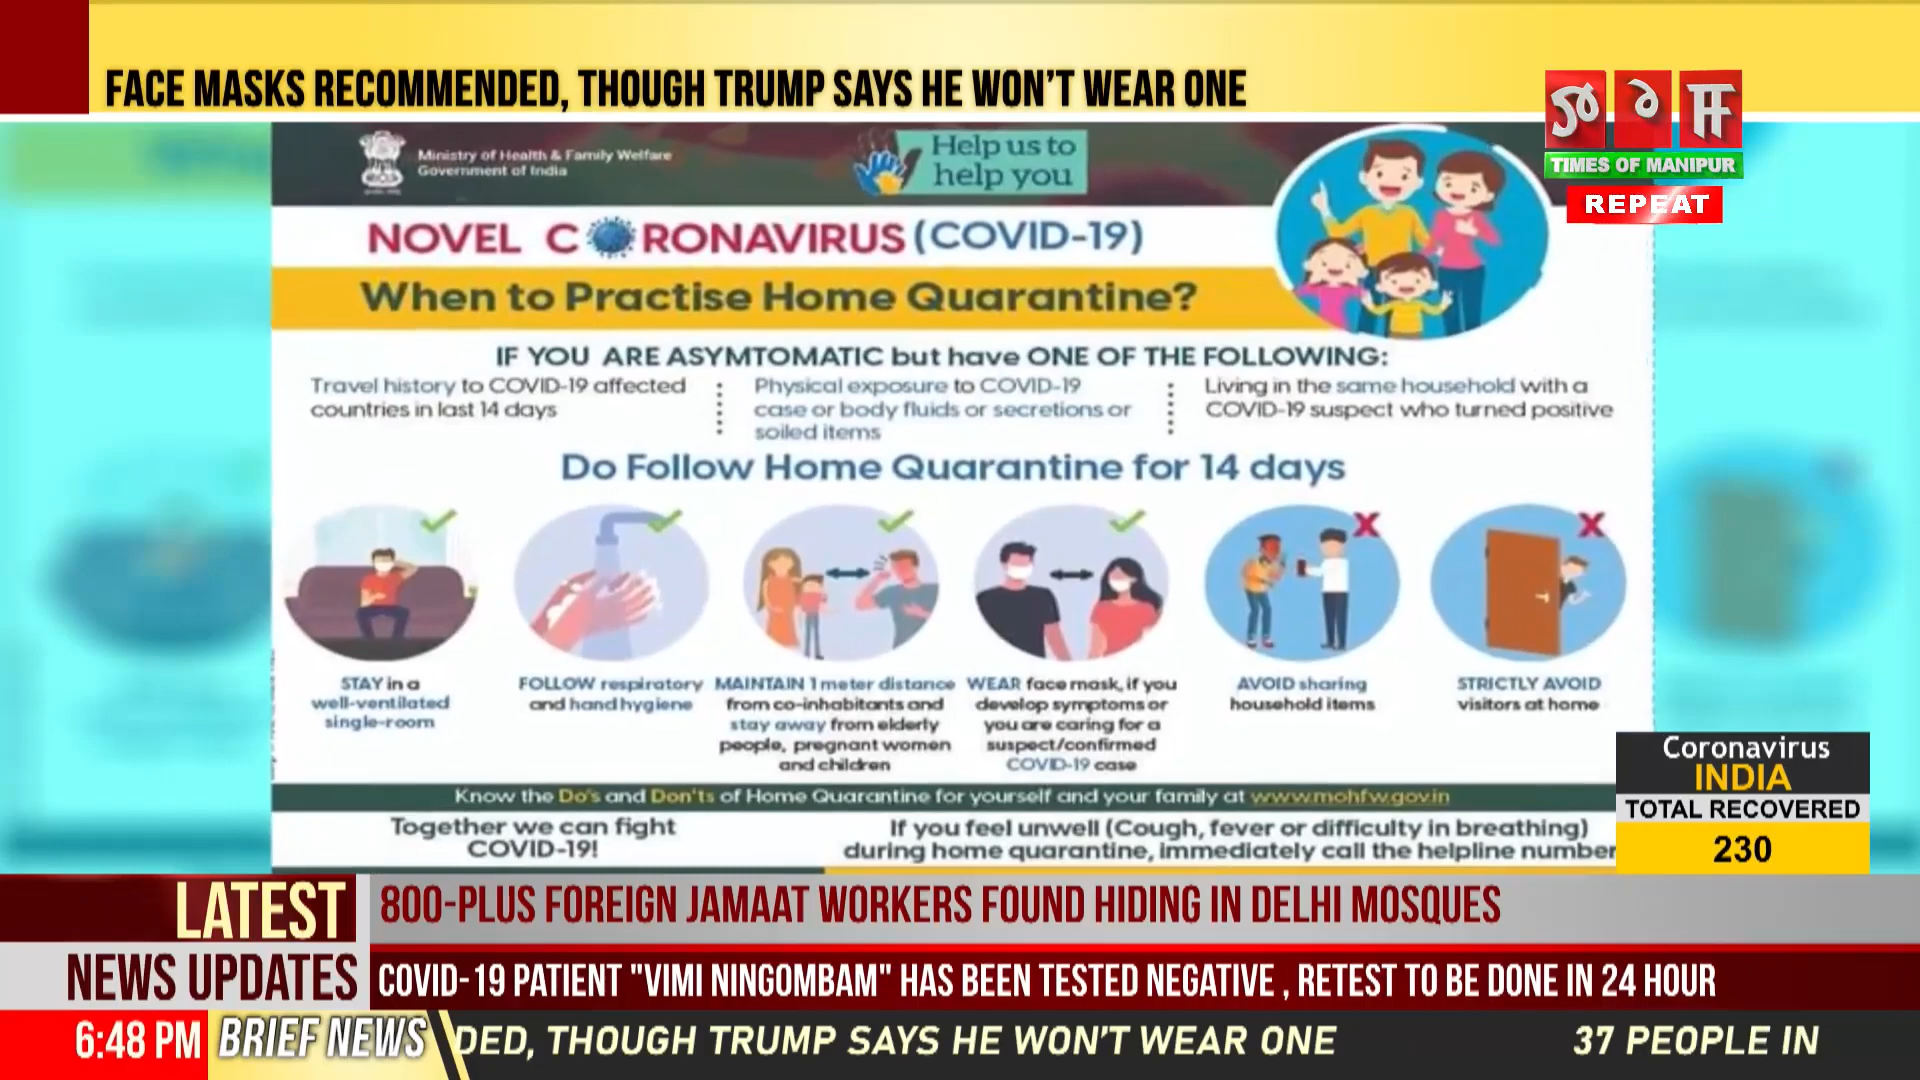 FACE MASKS RECOMMENDED, THOUGH TRUMP SAYS HE WON'T WEAR ONE
TIMES OF MANIPUR
REPEAT
Ministry of Health & Family Welfare
Government of India
Help us to
help you
NOVEL CORONAVIRUS (COVID-19)
When to Practise Home Quarantine?
IF YOU ARE ASYMTOMATIC but have ONE OF THE FOLLOWING:
Travel history to COVID-19 affected
countries in last 14 days
Physical exposure to COVID-19
case or body fluids or secretions or
soiled items
Living in the same household with a
COVID-19 suspect who turned positive
Do Follow Home Quarantine for 14 days
STAY in a
well-ventilated
single-room
FOLLOW respiratory
and hand hygiene
MAINTAIN 1 meter distance
from co-inhabitants and
stay away from elderly
people, pregnant women
and children
WEAR face mask, if you
develop symptoms or
you are caring for a
suspect/confirmed
COVID-19 case
AVOID sharing
household items
STRICTLY AVOID
visitors at home
Know the Do's and Don'ts of Home Quarantine for yourself and your family at www.mohfw.gov.in
Together we can fight
COVID-19!
If you feel unwell (Cough, fever or difficulty in breathing)
during home quarantine, immediately call the helpline number
Coronavirus
INDIA
TOTAL RECOVERED
230
LATEST
NEWS UPDATES
800-PLUS FOREIGN JAMAAT WORKERS FOUND HIDING IN DELHI MOSQUES
COVID-19 PATIENT "VIMI NINGOMBAM" HAS BEEN TESTED NEGATIVE , RETEST TO BE DONE IN 24 HOUR
6:48 PM BRIEF NEWS DED, THOUGH TRUMP SAYS HE WON'T WEAR ONE 37 PEOPLE IN